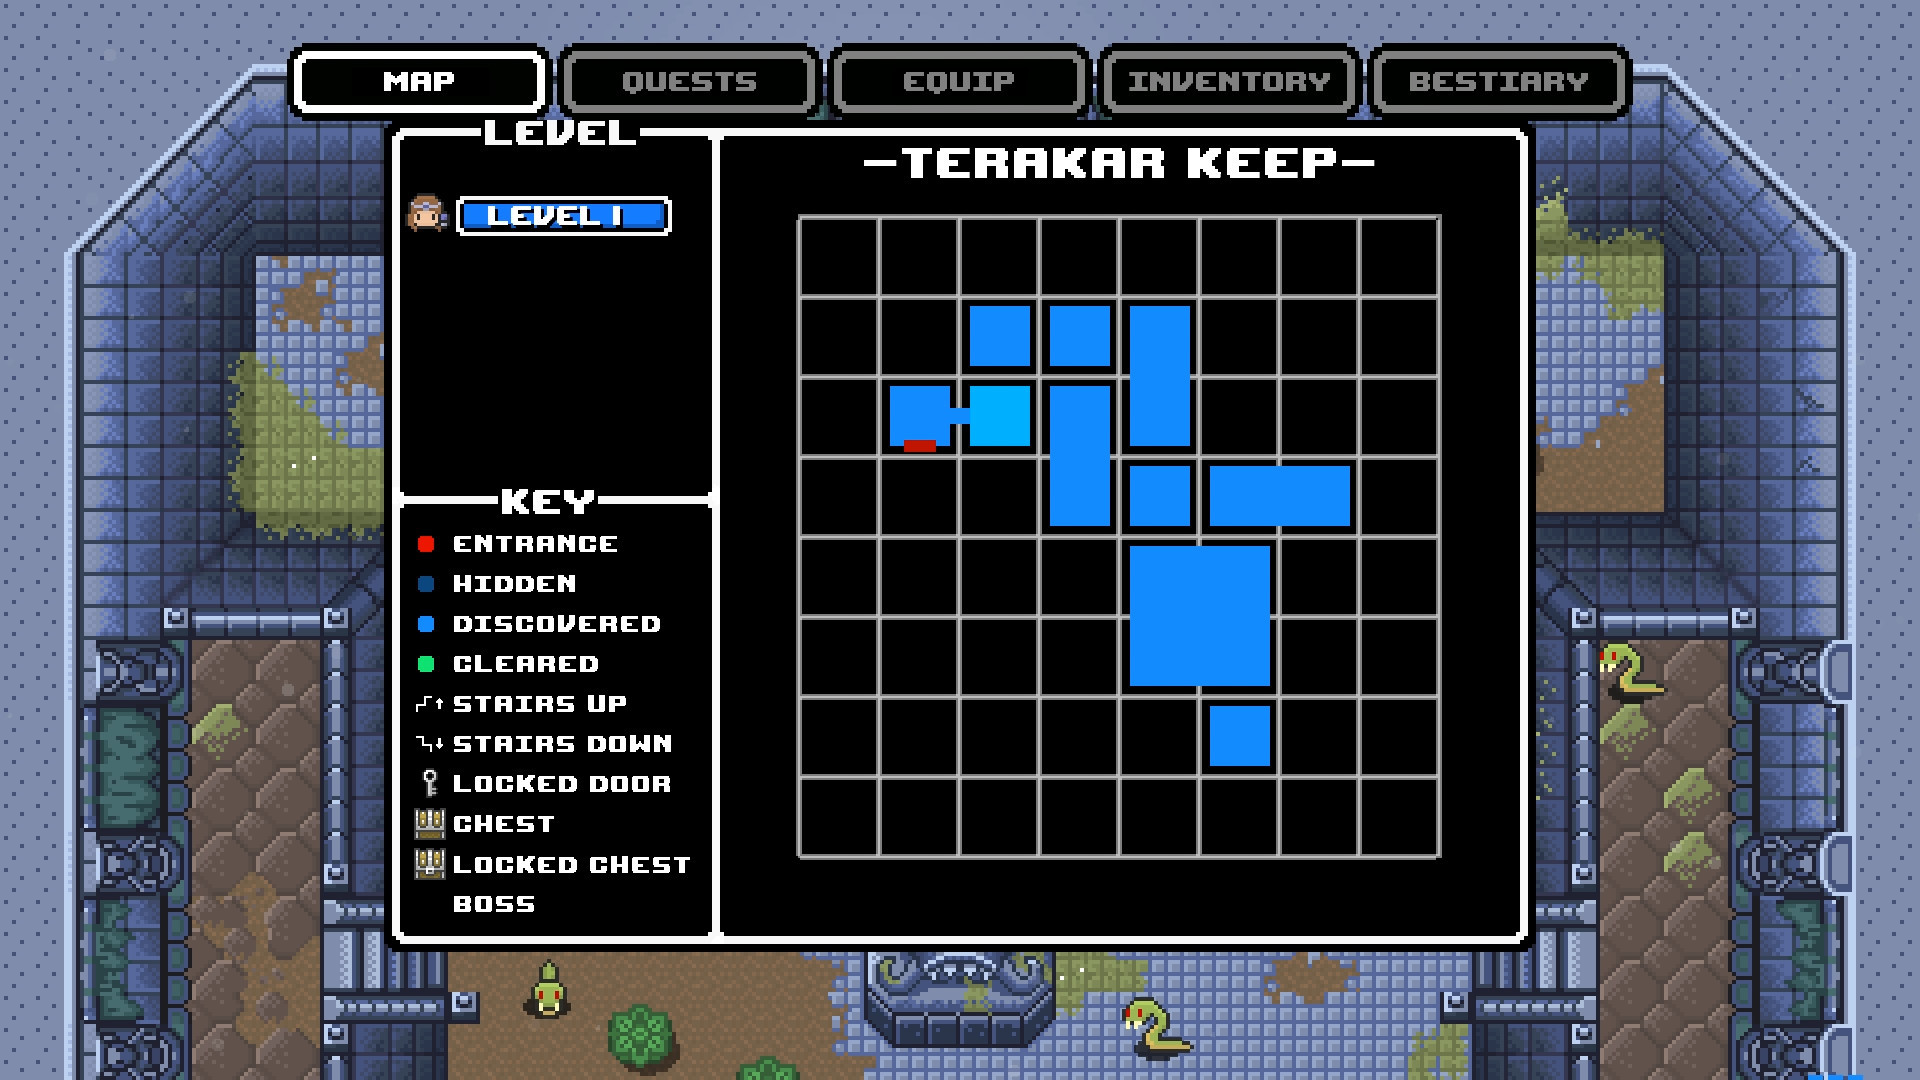 MAP
QUESTS
EQUIP
INVENTORY
BESTIARY
LEVEL
LEVEL 1
KEY
ENTRANCE
HIDDEN
DISCOVERED
CLEARED
STAIRS UP
STAIRS DOWN
LOCKED DOOR
CHEST
LOCKED CHEST
BOSS
-TERAKAR KEEP-